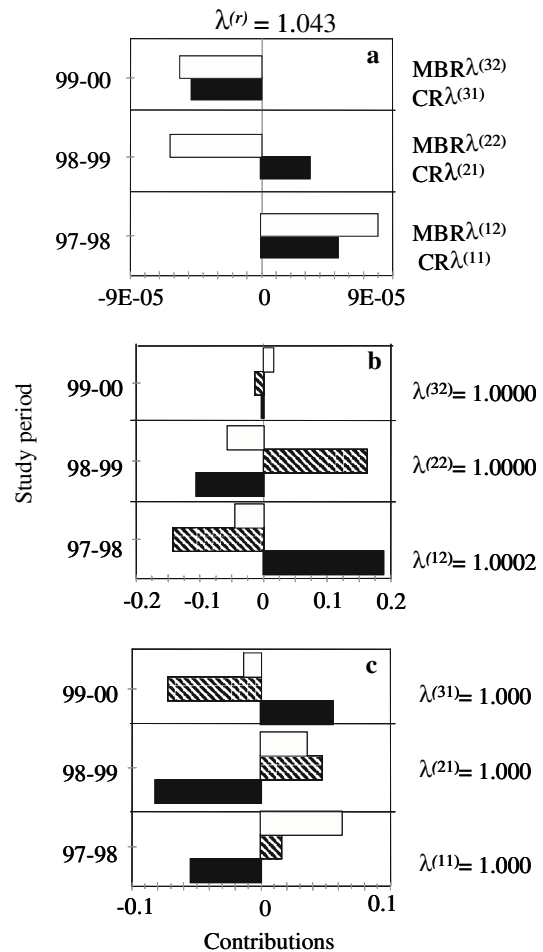 λ(r) = 1.043
a
99-00
MBRλ(32)
CRλ(31)
98-99
MBRλ(22)
CRλ(21)
97-98
MBRλ(12)
CRλ(11)
-9E-05 0 9E-05
Study period
b
99-00
λ(32)= 1.0000
98-99
λ(22)= 1.0000
97-98
λ(12)= 1.0002
-0.2 -0.1 0 0.1 0.2
c
99-00
λ(31)= 1.000
98-99
λ(21)= 1.000
97-98
λ(11)= 1.000
-0.1 0 0.1
Contributions